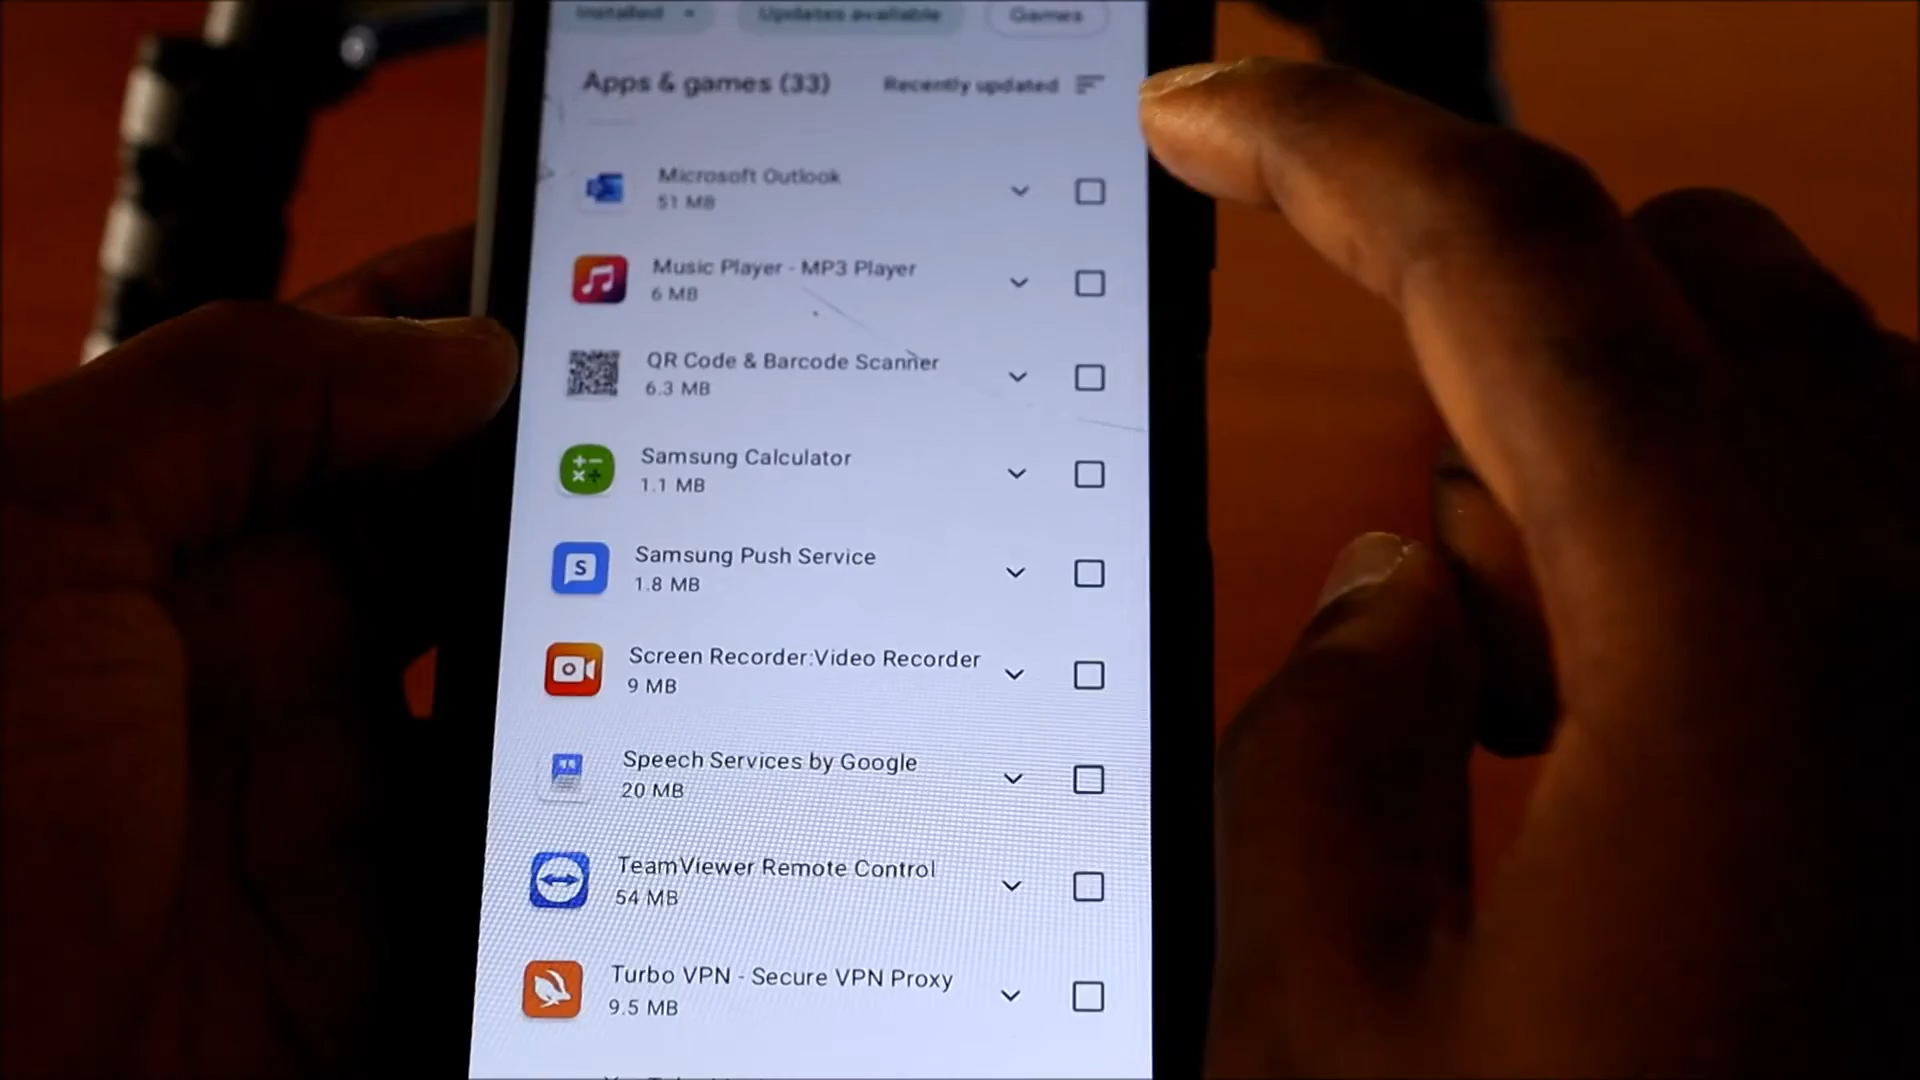 Installed
Updates available
Games
Apps & games (33)
Recently updated
Microsoft Outlook
51 MB
Music Player - MP3 Player
6 MB
QR Code & Barcode Scanner
6.3 MB
Samsung Calculator
1.1 MB
S
Samsung Push Service
1.8 MB
Screen Recorder:Video Recorder
9 MB
Speech Services by Google
20 MB
TeamViewer Remote Control
54 MB
Turbo VPN - Secure VPN Proxy
9.5 MB